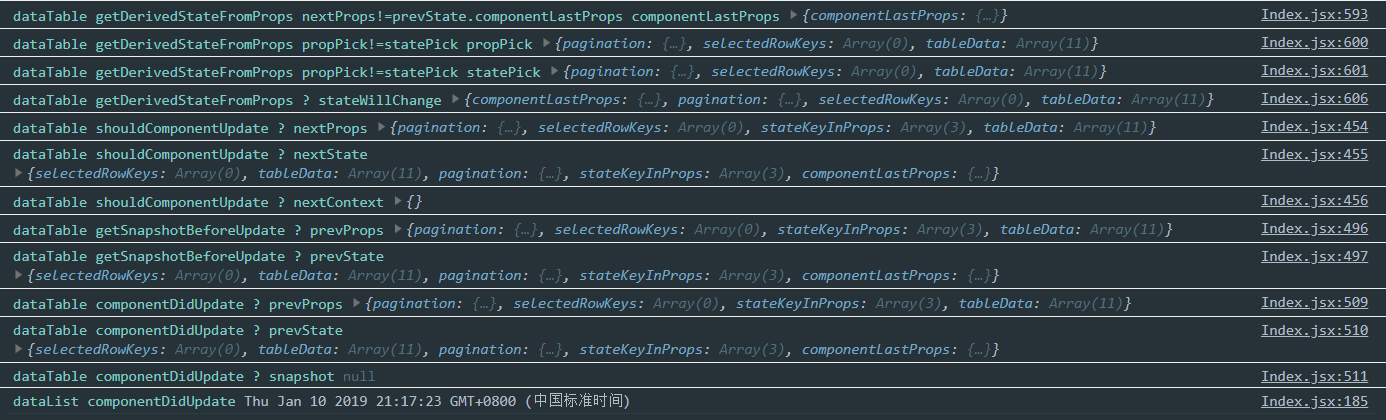 dataTable getDerivedStateFromProps nextProps!=prevState.componentLastProps componentLastProps ▶{componentLastProps: {…}} Index.jsx:593
dataTable getDerivedStateFromProps propPick!=statePick propPick ▶{pagination: {…}, selectedRowKeys: Array(0), tableData: Array(11)} Index.jsx:600
dataTable getDerivedStateFromProps propPick!=statePick statePick ▶{pagination: {…}, selectedRowKeys: Array(0), tableData: Array(11)} Index.jsx:601
dataTable getDerivedStateFromProps ? stateWillChange ▶{componentLastProps: {…}, pagination: {…}, selectedRowKeys: Array(0), tableData: Array(11)} Index.jsx:606
dataTable shouldComponentUpdate ? nextProps ▶{pagination: {…}, selectedRowKeys: Array(0), stateKeyInProps: Array(3), tableData: Array(11)} Index.jsx:454
dataTable shouldComponentUpdate ? nextState Index.jsx:455
▶{selectedRowKeys: Array(0), tableData: Array(11), pagination: {…}, stateKeyInProps: Array(3), componentLastProps: {…}}
dataTable shouldComponentUpdate ? nextContext ▶{} Index.jsx:456
dataTable getSnapshotBeforeUpdate ? prevProps ▶{pagination: {…}, selectedRowKeys: Array(0), stateKeyInProps: Array(3), tableData: Array(11)} Index.jsx:496
dataTable getSnapshotBeforeUpdate ? prevState Index.jsx:497
▶{selectedRowKeys: Array(0), tableData: Array(11), pagination: {…}, stateKeyInProps: Array(3), componentLastProps: {…}}
dataTable componentDidUpdate ? prevProps ▶{pagination: {…}, selectedRowKeys: Array(0), stateKeyInProps: Array(3), tableData: Array(11)} Index.jsx:509
dataTable componentDidUpdate ? prevState Index.jsx:510
▶{selectedRowKeys: Array(0), tableData: Array(11), pagination: {…}, stateKeyInProps: Array(3), componentLastProps: {…}}
dataTable componentDidUpdate ? snapshot null Index.jsx:511
dataList componentDidUpdate Thu Jan 10 2019 21:17:23 GMT+0800 (中国标准时间) Index.jsx:185